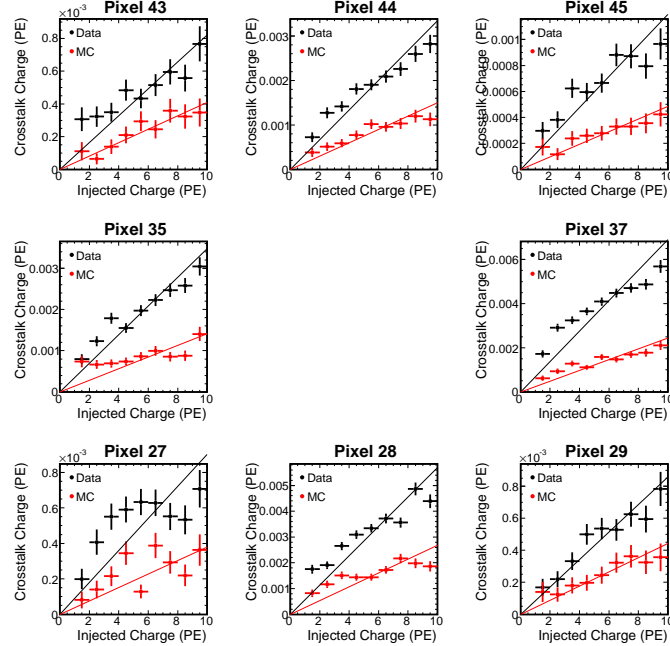 Pixel 43
×10⁻³
Crosstalk Charge (PE)
0.8
0.6
0.4
0.2
0
Data
MC
0 2 4 6 8 10
Injected Charge (PE)
Pixel 44
Crosstalk Charge (PE)
0.003
0.002
0.001
0.0000
Data
MC
0 2 4 6 8 10
Injected Charge (PE)
Pixel 45
Crosstalk Charge (PE)
0.001
0.0008
0.0006
0.0004
0.0002
0.0000
Data
MC
0 2 4 6 8 10
Injected Charge (PE)
Pixel 35
Crosstalk Charge (PE)
0.003
0.002
0.001
0.000
Data
MC
0 2 4 6 8 10
Injected Charge (PE)
Pixel 37
Crosstalk Charge (PE)
0.006
0.004
0.002
0.000
Data
MC
0 2 4 6 8 10
Injected Charge (PE)
Pixel 27
×10⁻³
Crosstalk Charge (PE)
0.8
0.6
0.4
0.2
0
Data
MC
0 2 4 6 8 10
Injected Charge (PE)
Pixel 28
Crosstalk Charge (PE)
0.005
0.004
0.003
0.002
0.001
0.000
Data
MC
0 2 4 6 8 10
Injected Charge (PE)
Pixel 29
×10⁻³
Crosstalk Charge (PE)
0.8
0.6
0.4
0.2
0
Data
MC
0 2 4 6 8 10
Injected Charge (PE)